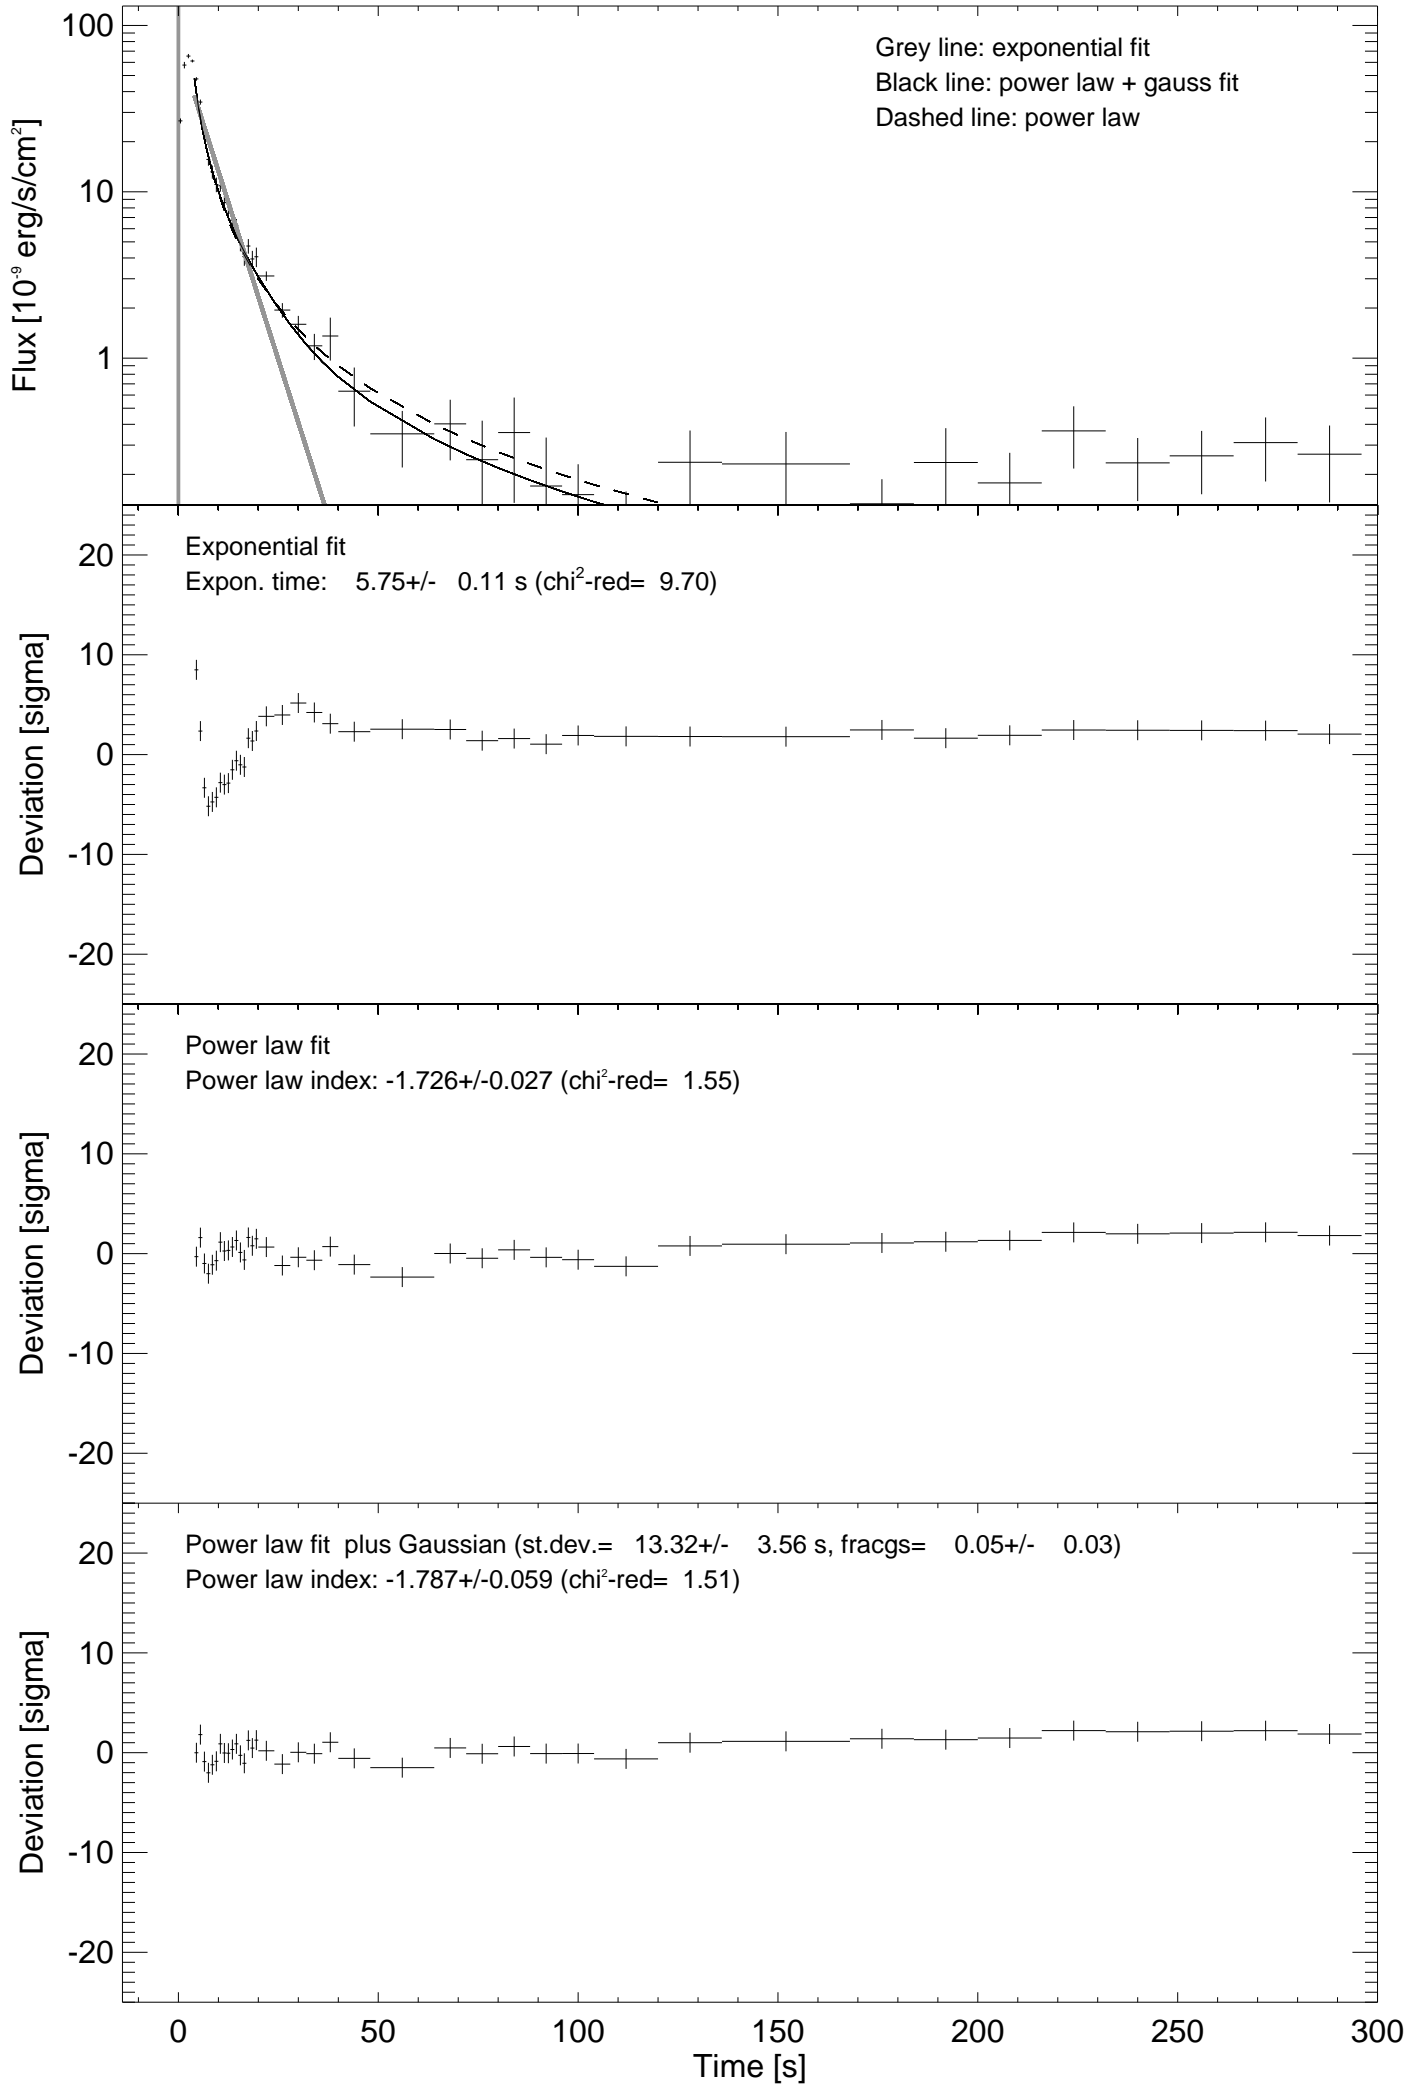 Grey line: exponential fit
Black line: power law + gauss fit
Dashed line: power law
100
10
1
Flux [10⁻⁹ erg/s/cm²]
Exponential fit
Expon. time: 5.75+/- 0.11 s (chi²-red= 9.70)
20
10
0
-10
-20
Deviation [sigma]
Power law fit
Power law index: -1.726+/-0.027 (chi²-red= 1.55)
20
10
0
-10
-20
Deviation [sigma]
Power law fit plus Gaussian (st.dev.= 13.32+/- 3.56 s, fracgs= 0.05+/- 0.03)
Power law index: -1.787+/-0.059 (chi²-red= 1.51)
20
10
0
-10
-20
Deviation [sigma]
0 50 100 150 200 250 300
Time [s]